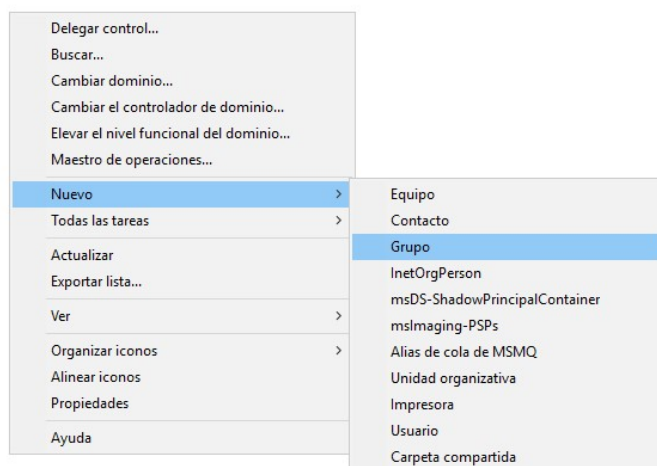 Delegar control...
Buscar...
Cambiar dominio...
Cambiar el controlador de dominio...
Elevar el nivel funcional del dominio...
Maestro de operaciones...
Nuevo
Todas las tareas
Actualizar
Exportar lista...
Ver
Organizar iconos
Alinear iconos
Propiedades
Ayuda
Equipo
Contacto
Grupo
InetOrgPerson
msDS-ShadowPrincipalContainer
msImaging-PSPs
Alias de cola de MSMQ
Unidad organizativa
Impresora
Usuario
Carpeta compartida